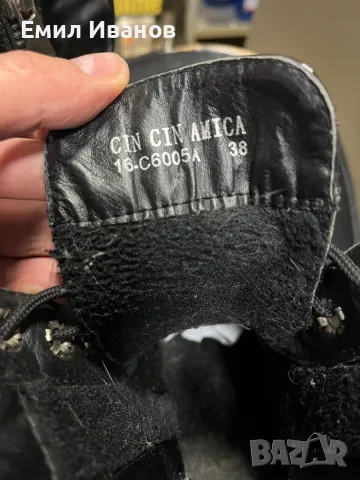 Емил Иванов
CIN CIN AMICA
16-C6005A 38
BAZAR